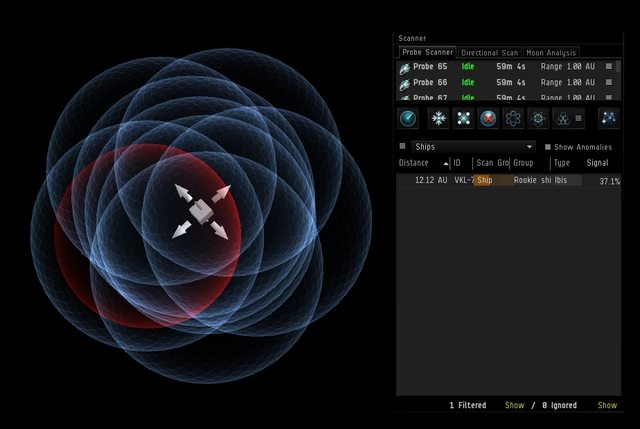 Scanner
Probe Scanner Directional Scan Moon Analysis
Probe 65 Idle 59m 4s Range 1.00 AU
Probe 66 Idle 59m 4s Range 1.00 AU
Probe 67 Idle 59m 4s Range 1.00 AU
Ships Show Anomalies
Distance ID Scan Gro Group Type Signal
12.12 AU VKL-7 Ship Rookie shi Ibis 37.1%
1 Filtered Show / 0 Ignored Show